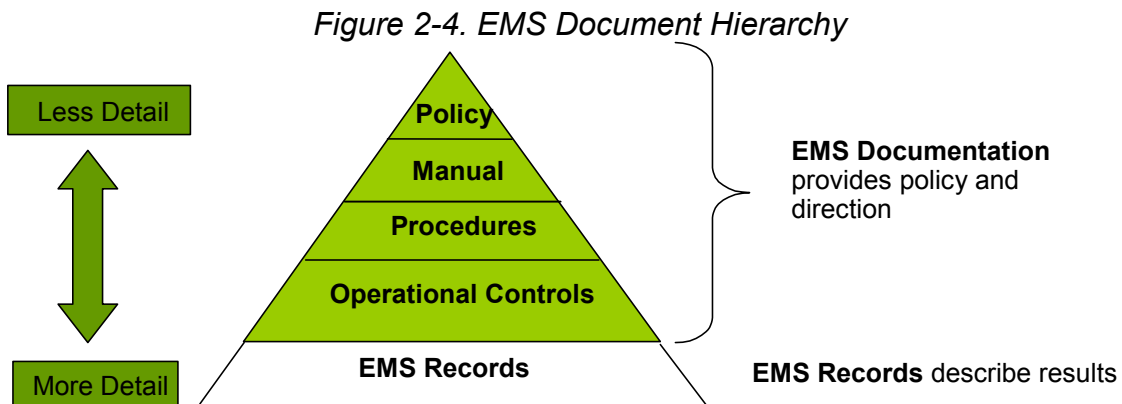 Figure 2-4. EMS Document Hierarchy
Less Detail
Policy
Manual
Procedures
Operational Controls
EMS Documentation
provides policy and
direction
More Detail
EMS Records
EMS Records describe results